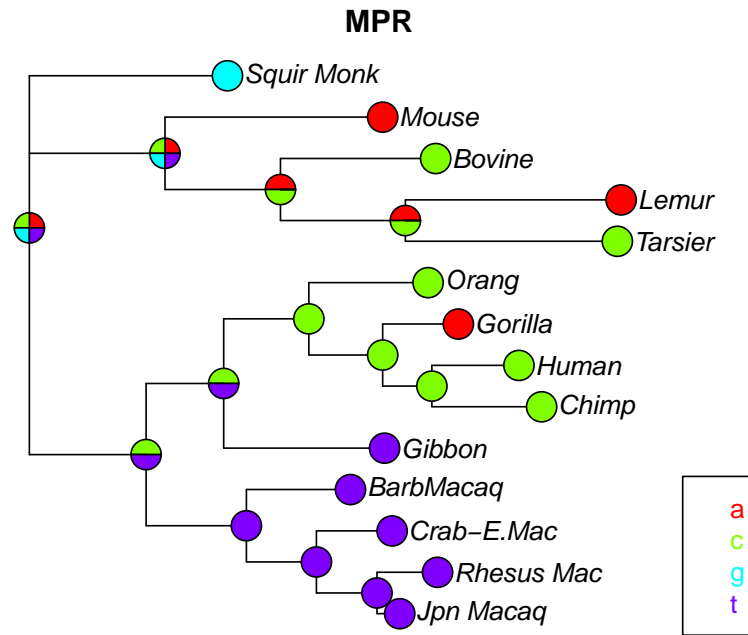 MPR
Squir Monk
Mouse
Bovine
Lemur
Tarsier
Orang
Gorilla
Human
Chimp
Gibbon
BarbMacaq
Crab−E.Mac
Rhesus Mac
Jpn Macaq
a
c
g
t